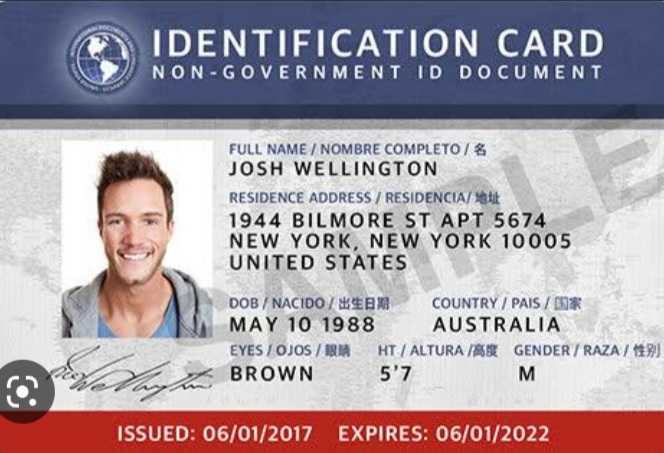 IDENTIFICATION CARD
NON-GOVERNMENT ID DOCUMENT
FULL NAME / NOMBRE COMPLETO / 名
JOSH WELLINGTON
RESIDENCE ADDRESS / RESIDENCIA/ 地址
1944 BILMORE ST APT 5674
NEW YORK, NEW YORK 10005
UNITED STATES
DOB / NACIDO / 出生日期 COUNTRY / PAIS / 国家
MAY 10 1988 AUSTRALIA
EYES / OJOS / 眼睛 HT / ALTURA /高度 GENDER / RAZA / 性别
BROWN 5'7 M
SAMPLE
ISSUED: 06/01/2017 EXPIRES: 06/01/2022